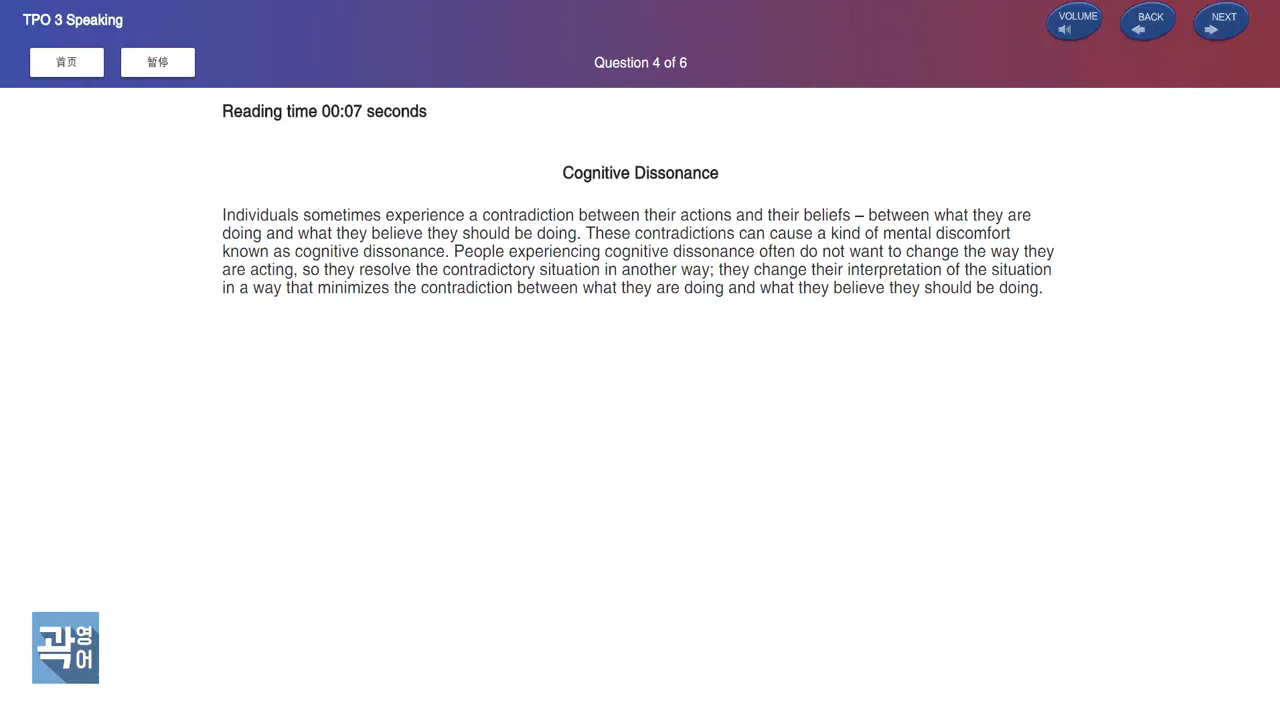 TPO 3 Speaking
VOLUME
BACK
NEXT
首页
暂停
Question 4 of 6
Reading time 00:07 seconds
Cognitive Dissonance
Individuals sometimes experience a contradiction between their actions and their beliefs – between what they are
doing and what they believe they should be doing. These contradictions can cause a kind of mental discomfort
known as cognitive dissonance. People experiencing cognitive dissonance often do not want to change the way they
are acting, so they resolve the contradictory situation in another way; they change their interpretation of the situation
in a way that minimizes the contradiction between what they are doing and what they believe they should be doing.
곽영어